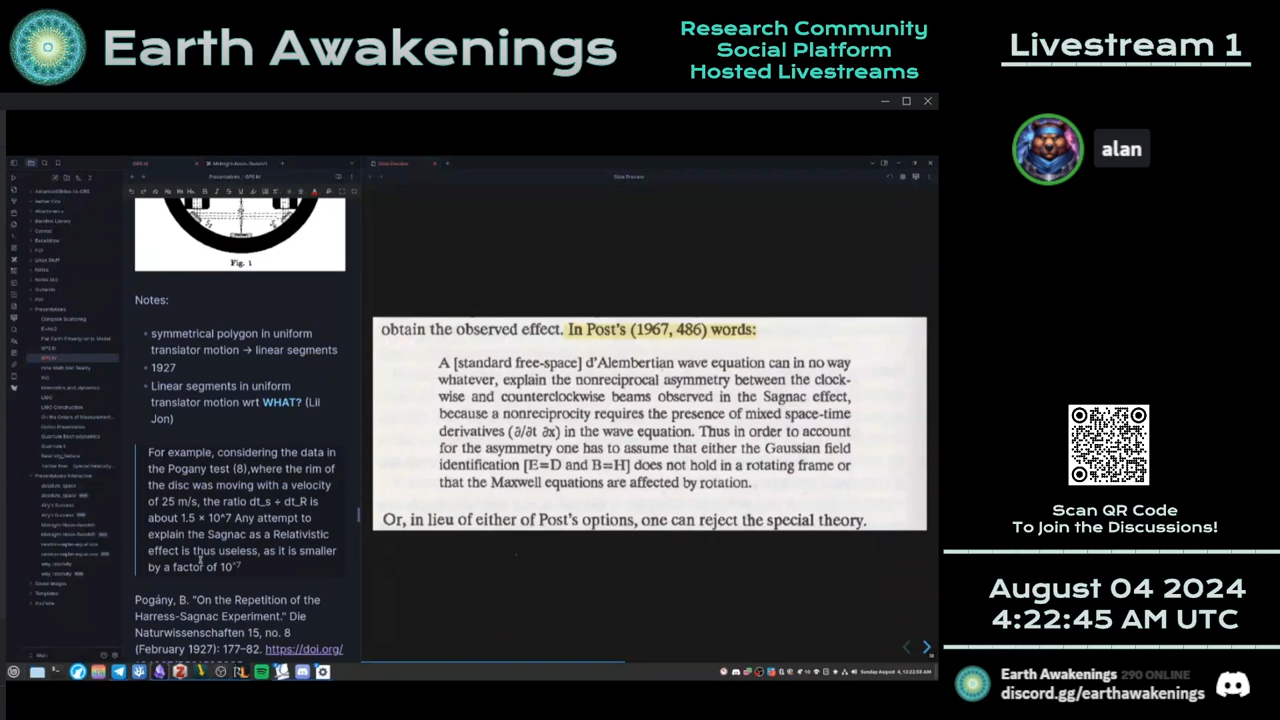 Earth Awakenings
Research Community
Social Platform
Hosted Livestreams
Livestream 1
alan
Fig. 1
Notes:
symmetrical polygon in uniform
translator motion → linear segments
1927
Linear segments in uniform
translator motion wrt WHAT? (Lil
Jon)
For example, considering the data in
the Pogany test (8),where the rim of
the disc was moving with a velocity
of 25 m/s, the ratio dt_s ÷ dt_R is
about 1.5 × 10^7 Any attempt to
explain the Sagnac as a Relativistic
effect is thus useless, as it is smaller
by a factor of 10^7
Pogány, B. "On the Repetition of the
Harress-Sagnac Experiment." Die
Naturwissenschaften 15, no. 8
(February 1927): 177–82. https://doi.org/
Slide Preview
obtain the observed effect. In Post's (1967, 486) words:
A [standard free-space] d'Alembertian wave equation can in no way
whatever, explain the nonreciprocal asymmetry between the clock-
wise and counterclockwise beams observed in the Sagnac effect,
because a nonreciprocity requires the presence of mixed space-time
derivatives (∂/∂t ∂x) in the wave equation. Thus in order to account
for the asymmetry one has to assume that either the Gaussian field
identification [E=D and B=H] does not hold in a rotating frame or
that the Maxwell equations are affected by rotation.
Or, in lieu of either of Post's options, one can reject the special theory.
Scan QR Code
To Join the Discussions!
August 04 2024
4:22:45 AM UTC
Earth Awakenings 290 ONLINE
discord.gg/earthawakenings